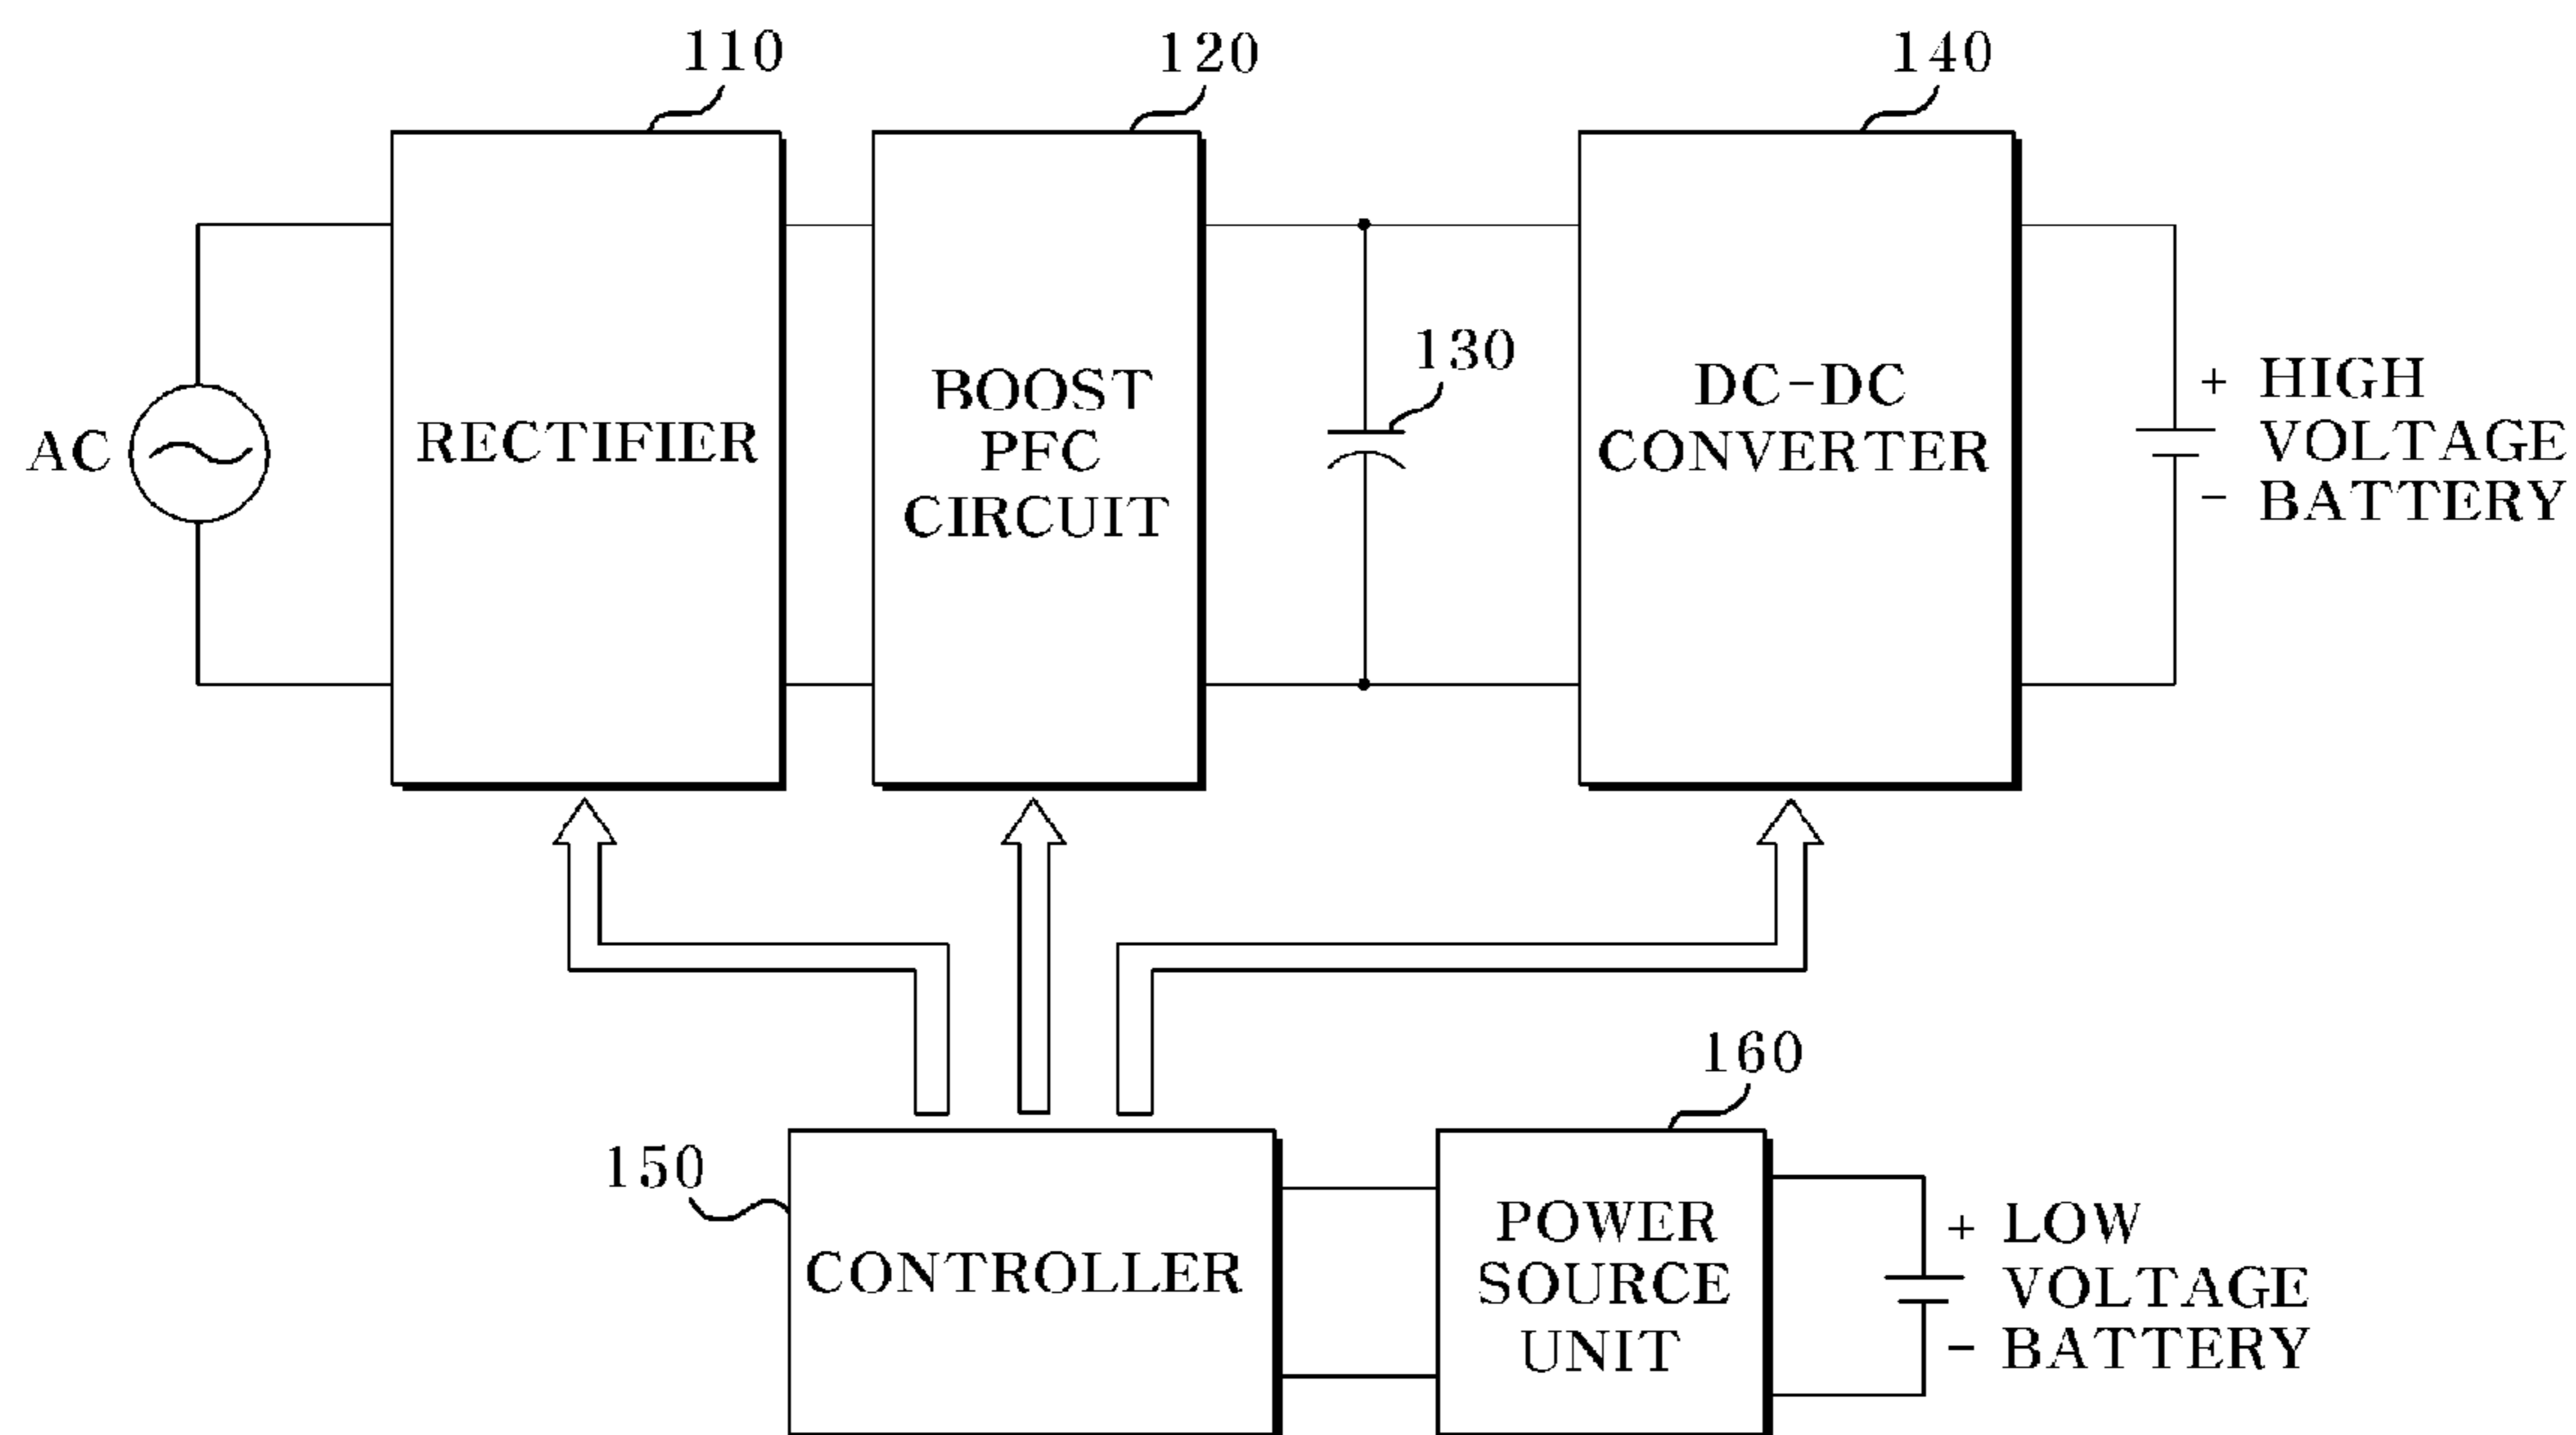 110
120
140
130
AC
RECTIFIER
BOOST
PFC
CIRCUIT
DC-DC
CONVERTER
+ HIGH
VOLTAGE
- BATTERY
160
150
CONTROLLER
POWER
SOURCE
UNIT
+ LOW
VOLTAGE
- BATTERY